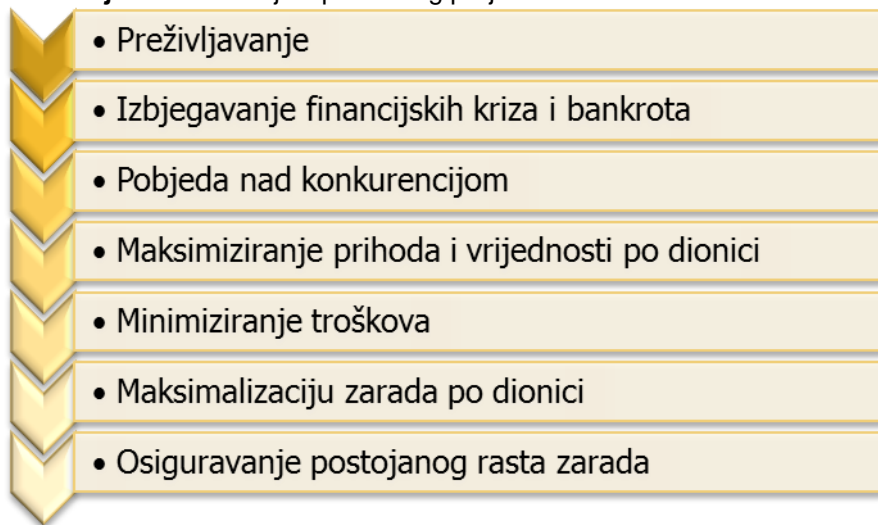 • Preživljavanje
• Izbjegavanje financijskih kriza i bankrota
• Pobjeda nad konkurencijom
• Maksimiziranje prihoda i vrijednosti po dionici
• Minimiziranje troškova
• Maksimalizaciju zarada po dionici
• Osiguravanje postojanog rasta zarada